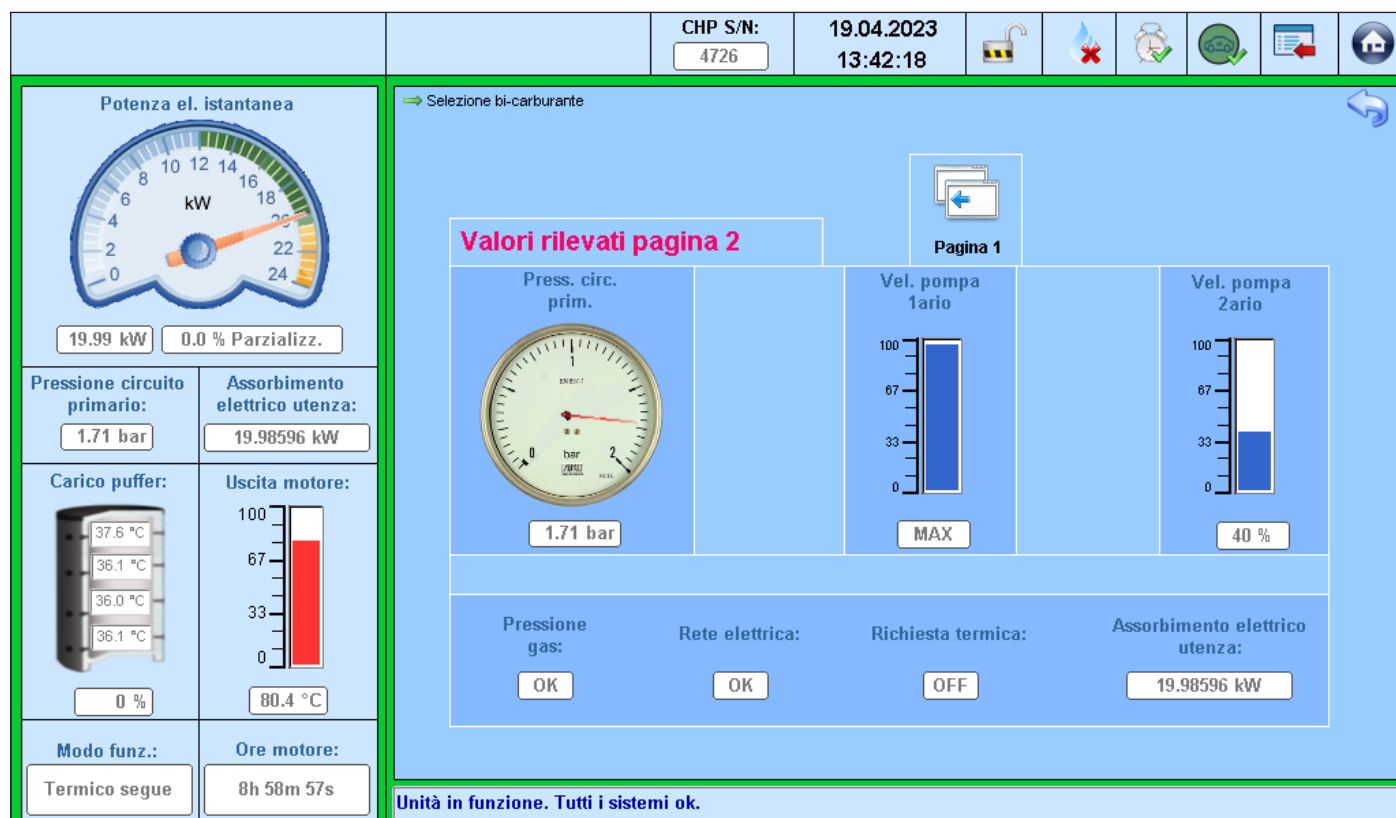 CHP S/N:
4726
19.04.2023
13:42:18
Potenza el. istantanea
0
2
4
6
8
10
12
14
16
18
20
22
24
kW
19.99 kW
0.0 % Parzializz.
Pressione circuito
primario:
1.71 bar
Assorbimento
elettrico utenza:
19.98596 kW
Carico puffer:
37.6 °C
36.1 °C
36.0 °C
36.1 °C
0 %
Uscita motore:
100
67
33
0
80.4 °C
Modo funz.:
Termico segue
Ore motore:
8h 58m 57s
Selezione bi-carburante
Pagina 1
Valori rilevati pagina 2
Press. circ.
prim.
1
EN 837-1
0
bar
2
1.71 bar
Vel. pompa
1ario
100
67
33
0
MAX
Vel. pompa
2ario
100
67
33
0
40 %
Pressione
gas:
OK
Rete elettrica:
OK
Richiesta termica:
OFF
Assorbimento elettrico
utenza:
19.98596 kW
Unità in funzione. Tutti i sistemi ok.